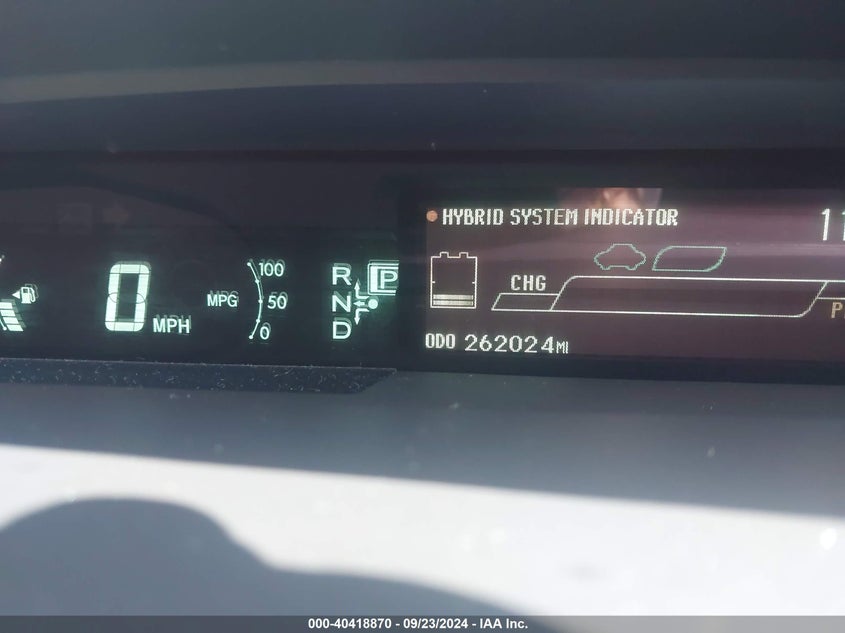 HYBRID SYSTEM INDICATOR
11
0 MPH
MPG
100
50
0
R
N
D
P
CHG
ODO 262024MI
000-40418870 - 09/23/2024 - IAA Inc.